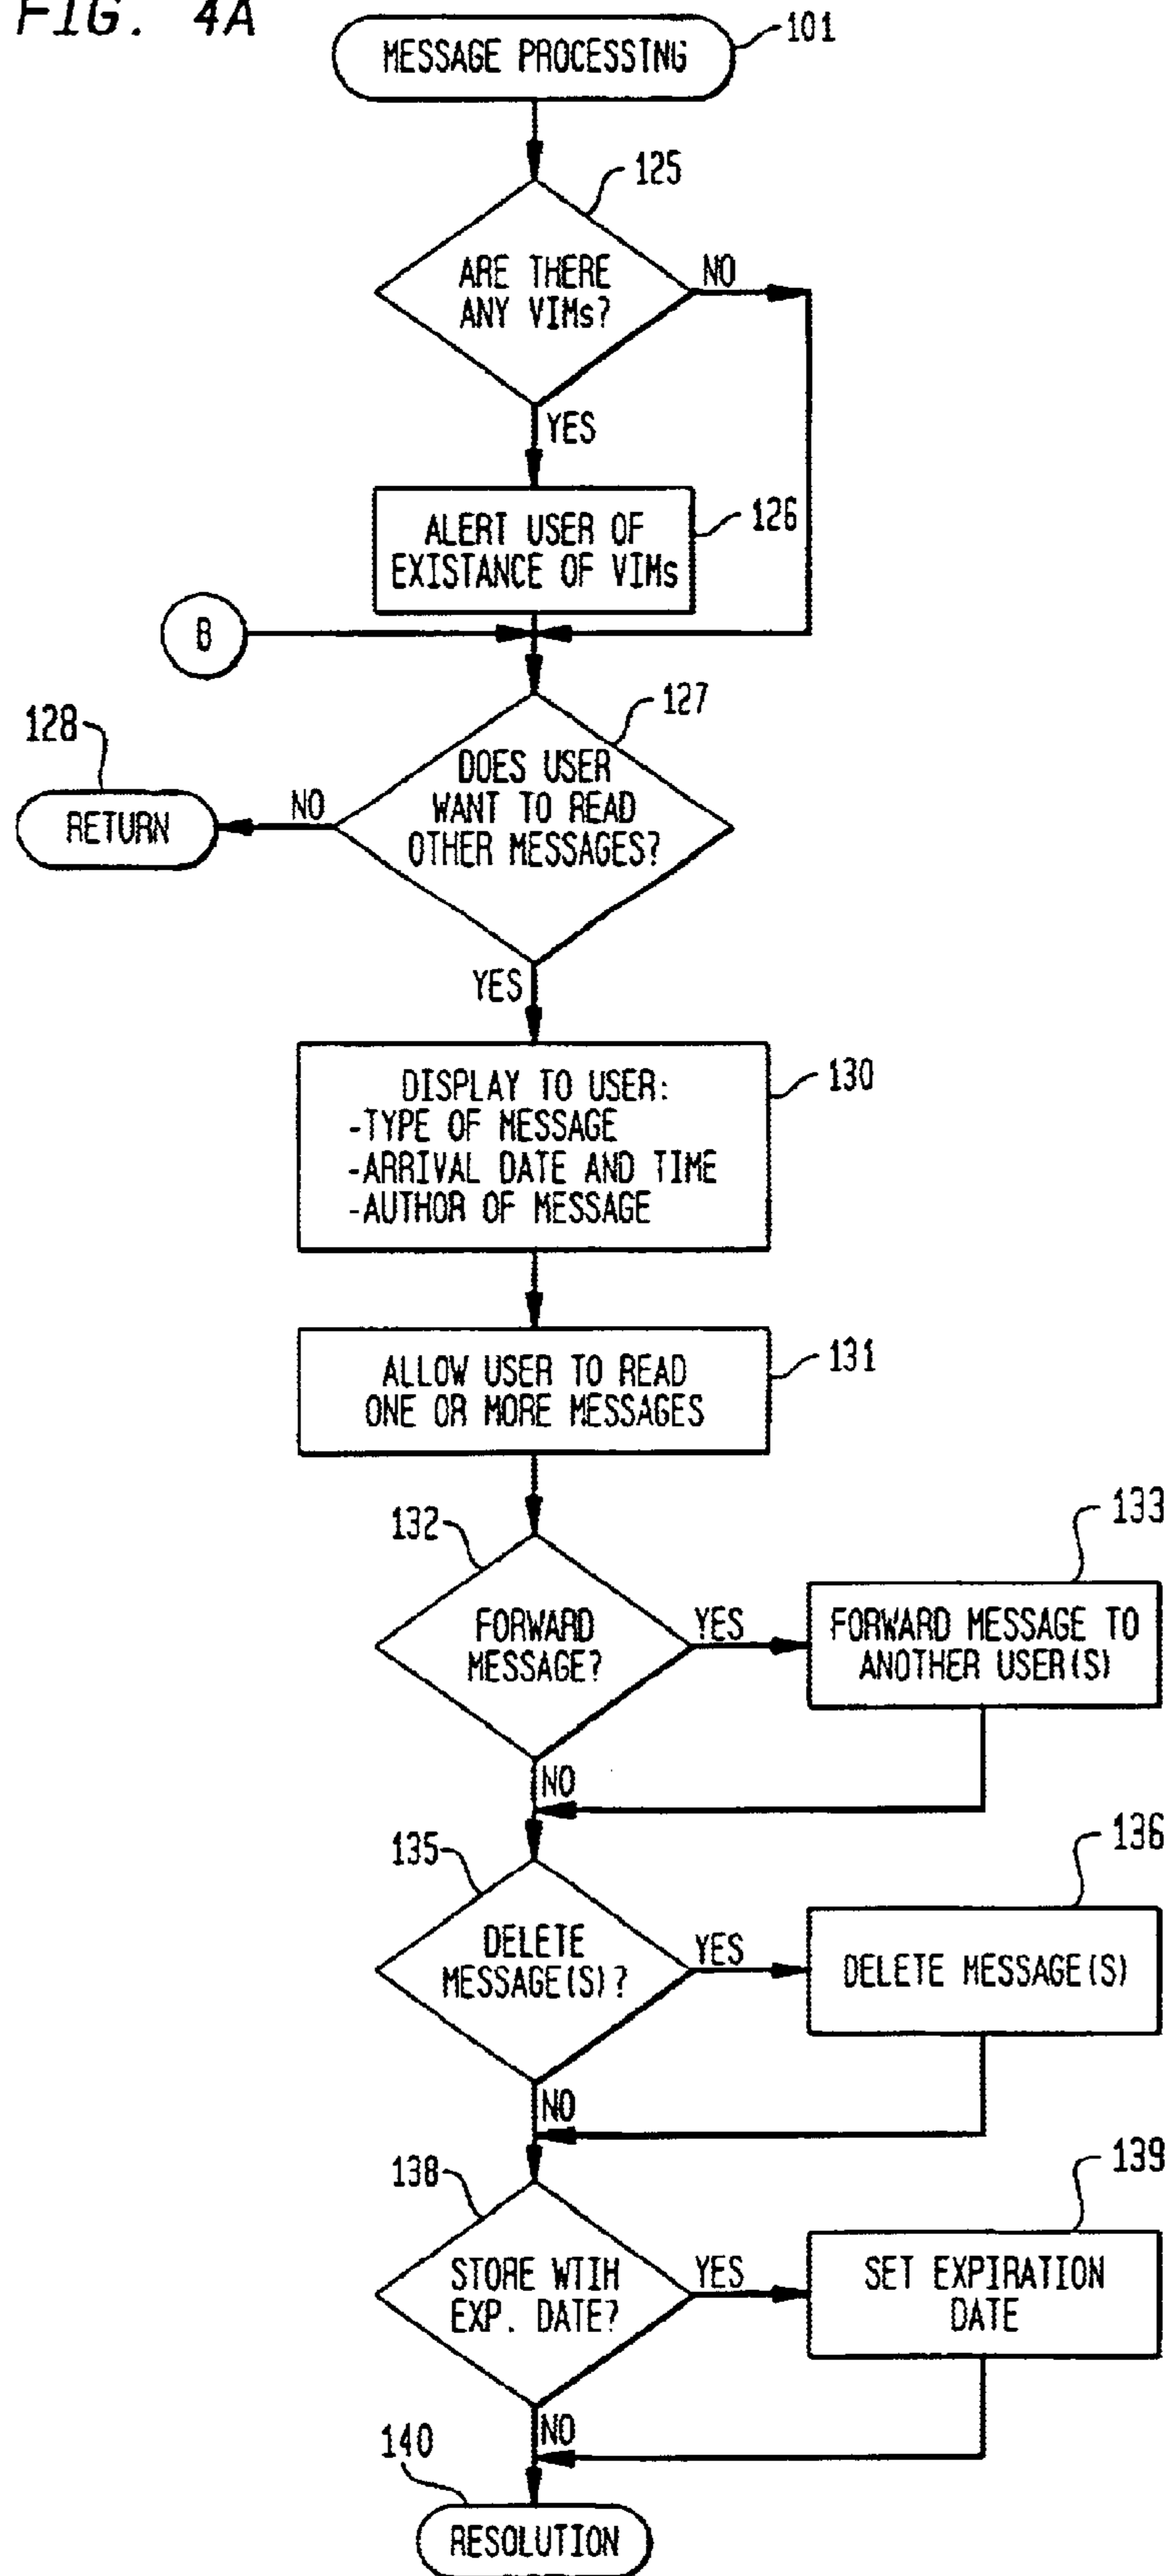 FIG. 4A
MESSAGE PROCESSING
101
125
ARE THERE
ANY VIMs?
NO
YES
ALERT USER OF
EXISTANCE OF VIMs
126
B
127
128
DOES USER
WANT TO READ
OTHER MESSAGES?
NO
RETURN
YES
DISPLAY TO USER:
-TYPE OF MESSAGE
-ARRIVAL DATE AND TIME
-AUTHOR OF MESSAGE
130
ALLOW USER TO READ
ONE OR MORE MESSAGES
131
132
133
FORWARD
MESSAGE?
YES
FORWARD MESSAGE TO
ANOTHER USER(S)
NO
135
136
DELETE
MESSAGE(S)?
YES
DELETE MESSAGE(S)
NO
138
139
STORE WTIH
EXP. DATE?
YES
SET EXPIRATION
DATE
NO
140
RESOLUTION